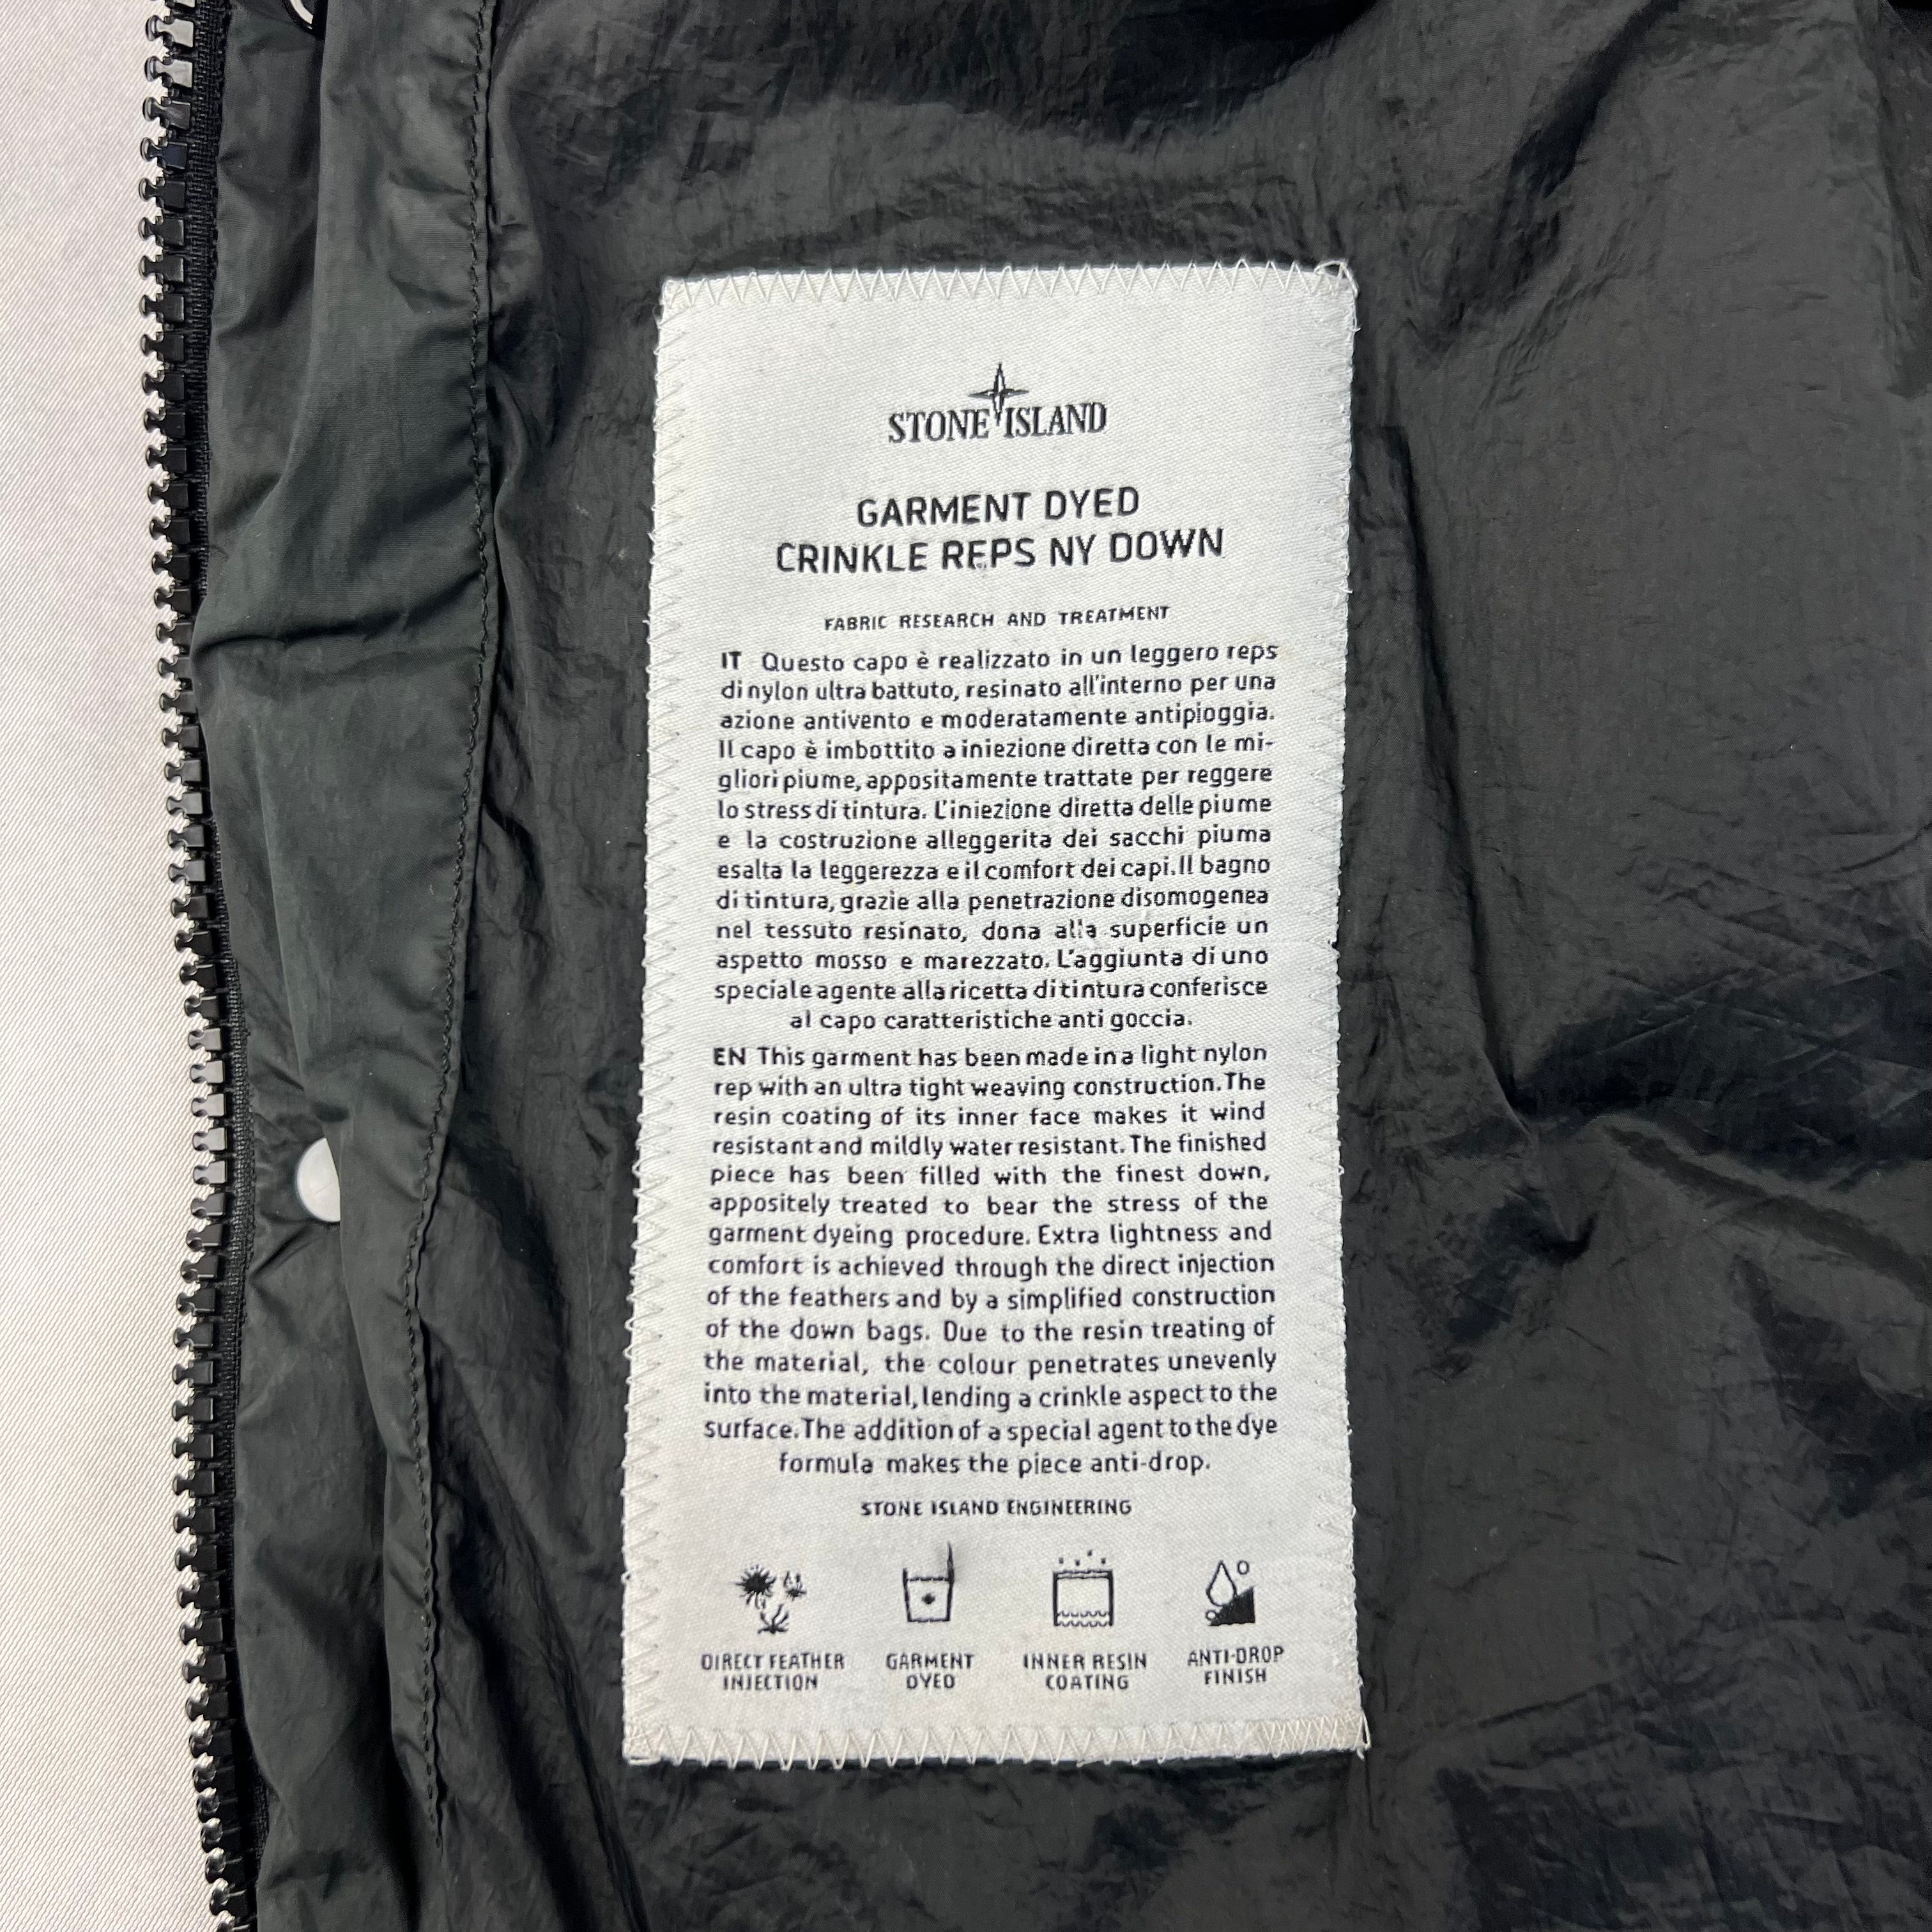 STONE ISLAND
GARMENT DYED
CRINKLE REPS NY DOWN
FABRIC RESEARCH AND TREATMENT
IT Questo capo è realizzato in un leggero reps
di nylon ultra battuto, resinato all'interno per una
azione antivento e moderatamente antipioggia.
Il capo è imbottito a iniezione diretta con le mi-
gliori piume, appositamente trattate per reggere
lo stress di tintura. L'iniezione diretta delle piume
e la costruzione alleggerita dei sacchi piuma
esalta la leggerezza e il comfort dei capi. Il bagno
di tintura, grazie alla penetrazione disomogenea
nel tessuto resinato, dona alla superficie un
aspetto mosso e marezzato. L'aggiunta di uno
speciale agente alla ricetta di tintura conferisce
al capo caratteristiche anti goccia.
EN This garment has been made in a light nylon
rep with an ultra tight weaving construction. The
resin coating of its inner face makes it wind
resistant and mildly water resistant. The finished
piece has been filled with the finest down,
appositely treated to bear the stress of the
garment dyeing procedure. Extra lightness and
comfort is achieved through the direct injection
of the feathers and by a simplified construction
of the down bags. Due to the resin treating of
the material, the colour penetrates unevenly
into the material, lending a crinkle aspect to the
surface. The addition of a special agent to the dye
formula makes the piece anti-drop.
STONE ISLAND ENGINEERING
DIRECT FEATHER INJECTION
GARMENT DYED
INNER RESIN COATING
ANTI-DROP FINISH